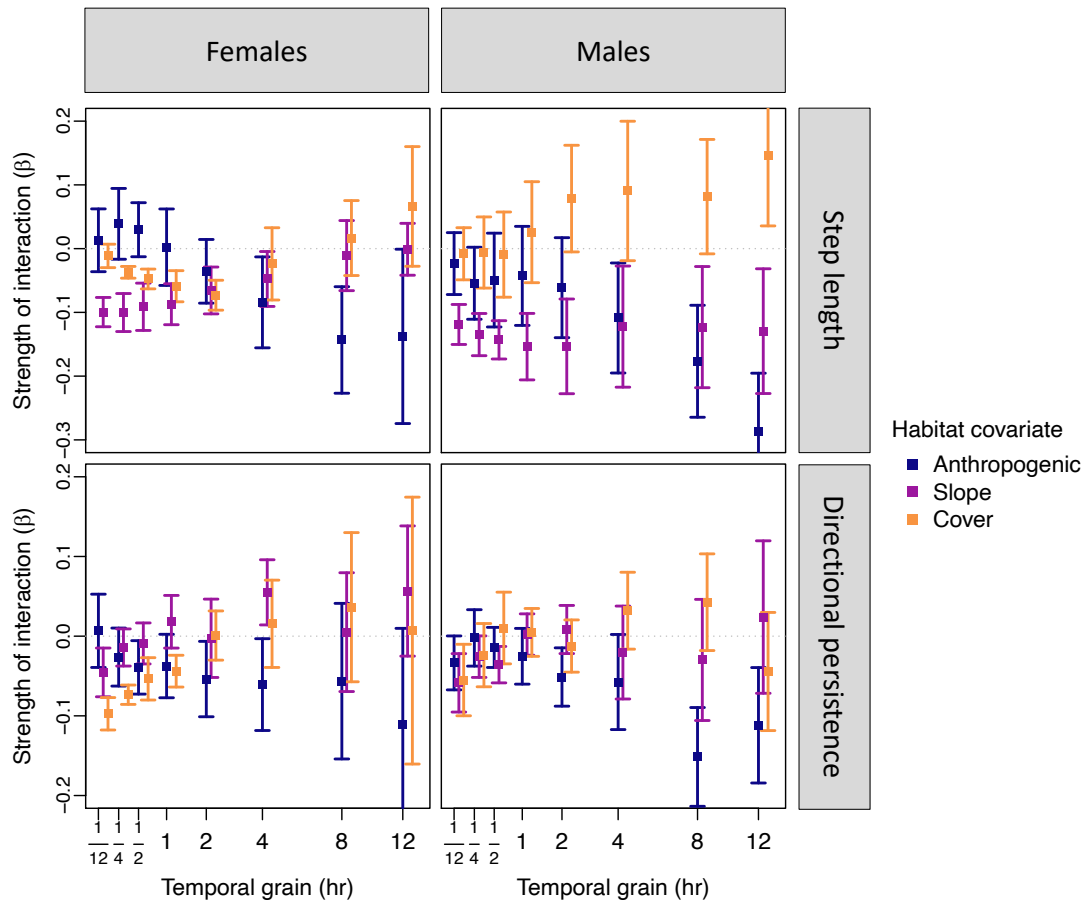 Females
Males
Strength of interaction (β)
0.2
0.1
0.0
−0.1
−0.2
−0.3
Step length
Strength of interaction (β)
0.2
0.1
0.0
−0.1
−0.2
Directional persistence
Habitat covariate
Anthropogenic
Slope
Cover
1/12 1/4 1/2 1 2 4 8 12
1/12 1/4 1/2 1 2 4 8 12
Temporal grain (hr)
Temporal grain (hr)